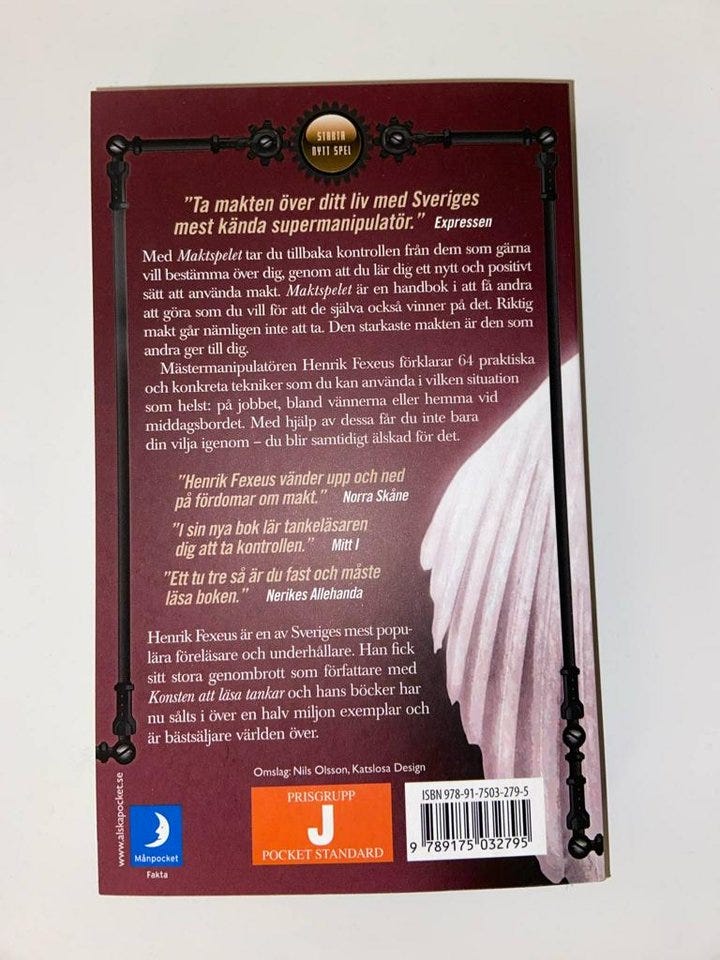 STARTA
NYTT SPEL
"Ta makten över ditt liv med Sveriges
mest kända supermanipulatör." Expressen
Med Maktspelet tar du tillbaka kontrollen från dem som gärna
vill bestämma över dig, genom att du lär dig ett nytt och positivt
sätt att använda makt. Maktspelet är en handbok i att få andra
att göra som du vill för att de själva också vinner på det. Riktig
makt går nämligen inte att ta. Den starkaste makten är den som
andra ger till dig.
Mästermanipulatören Henrik Fexeus förklarar 64 praktiska
och konkreta tekniker som du kan använda i vilken situation
som helst: på jobbet, bland vännerna eller hemma vid
middagsbordet. Med hjälp av dessa får du inte bara
din vilja igenom – du blir samtidigt älskad för det.
"Henrik Fexeus vänder upp och ned
på fördomar om makt." Norra Skåne
"I sin nya bok lär tankeläsaren
dig att ta kontrollen." Mitt I
"Ett tu tre så är du fast och måste
läsa boken." Nerikes Allehanda
Henrik Fexeus är en av Sveriges mest popu-
lära föreläsare och underhållare. Han fick
sitt stora genombrott som författare med
Konsten att läsa tankar och hans böcker har
nu sålts i över en halv miljon exemplar och
är bästsäljare världen över.
Omslag: Nils Olsson, Katslosa Design
www.alskapocket.se
Månpocket
Fakta
PRISGRUPP
J
POCKET STANDARD
ISBN 978-91-7503-279-5
9 789175 032795